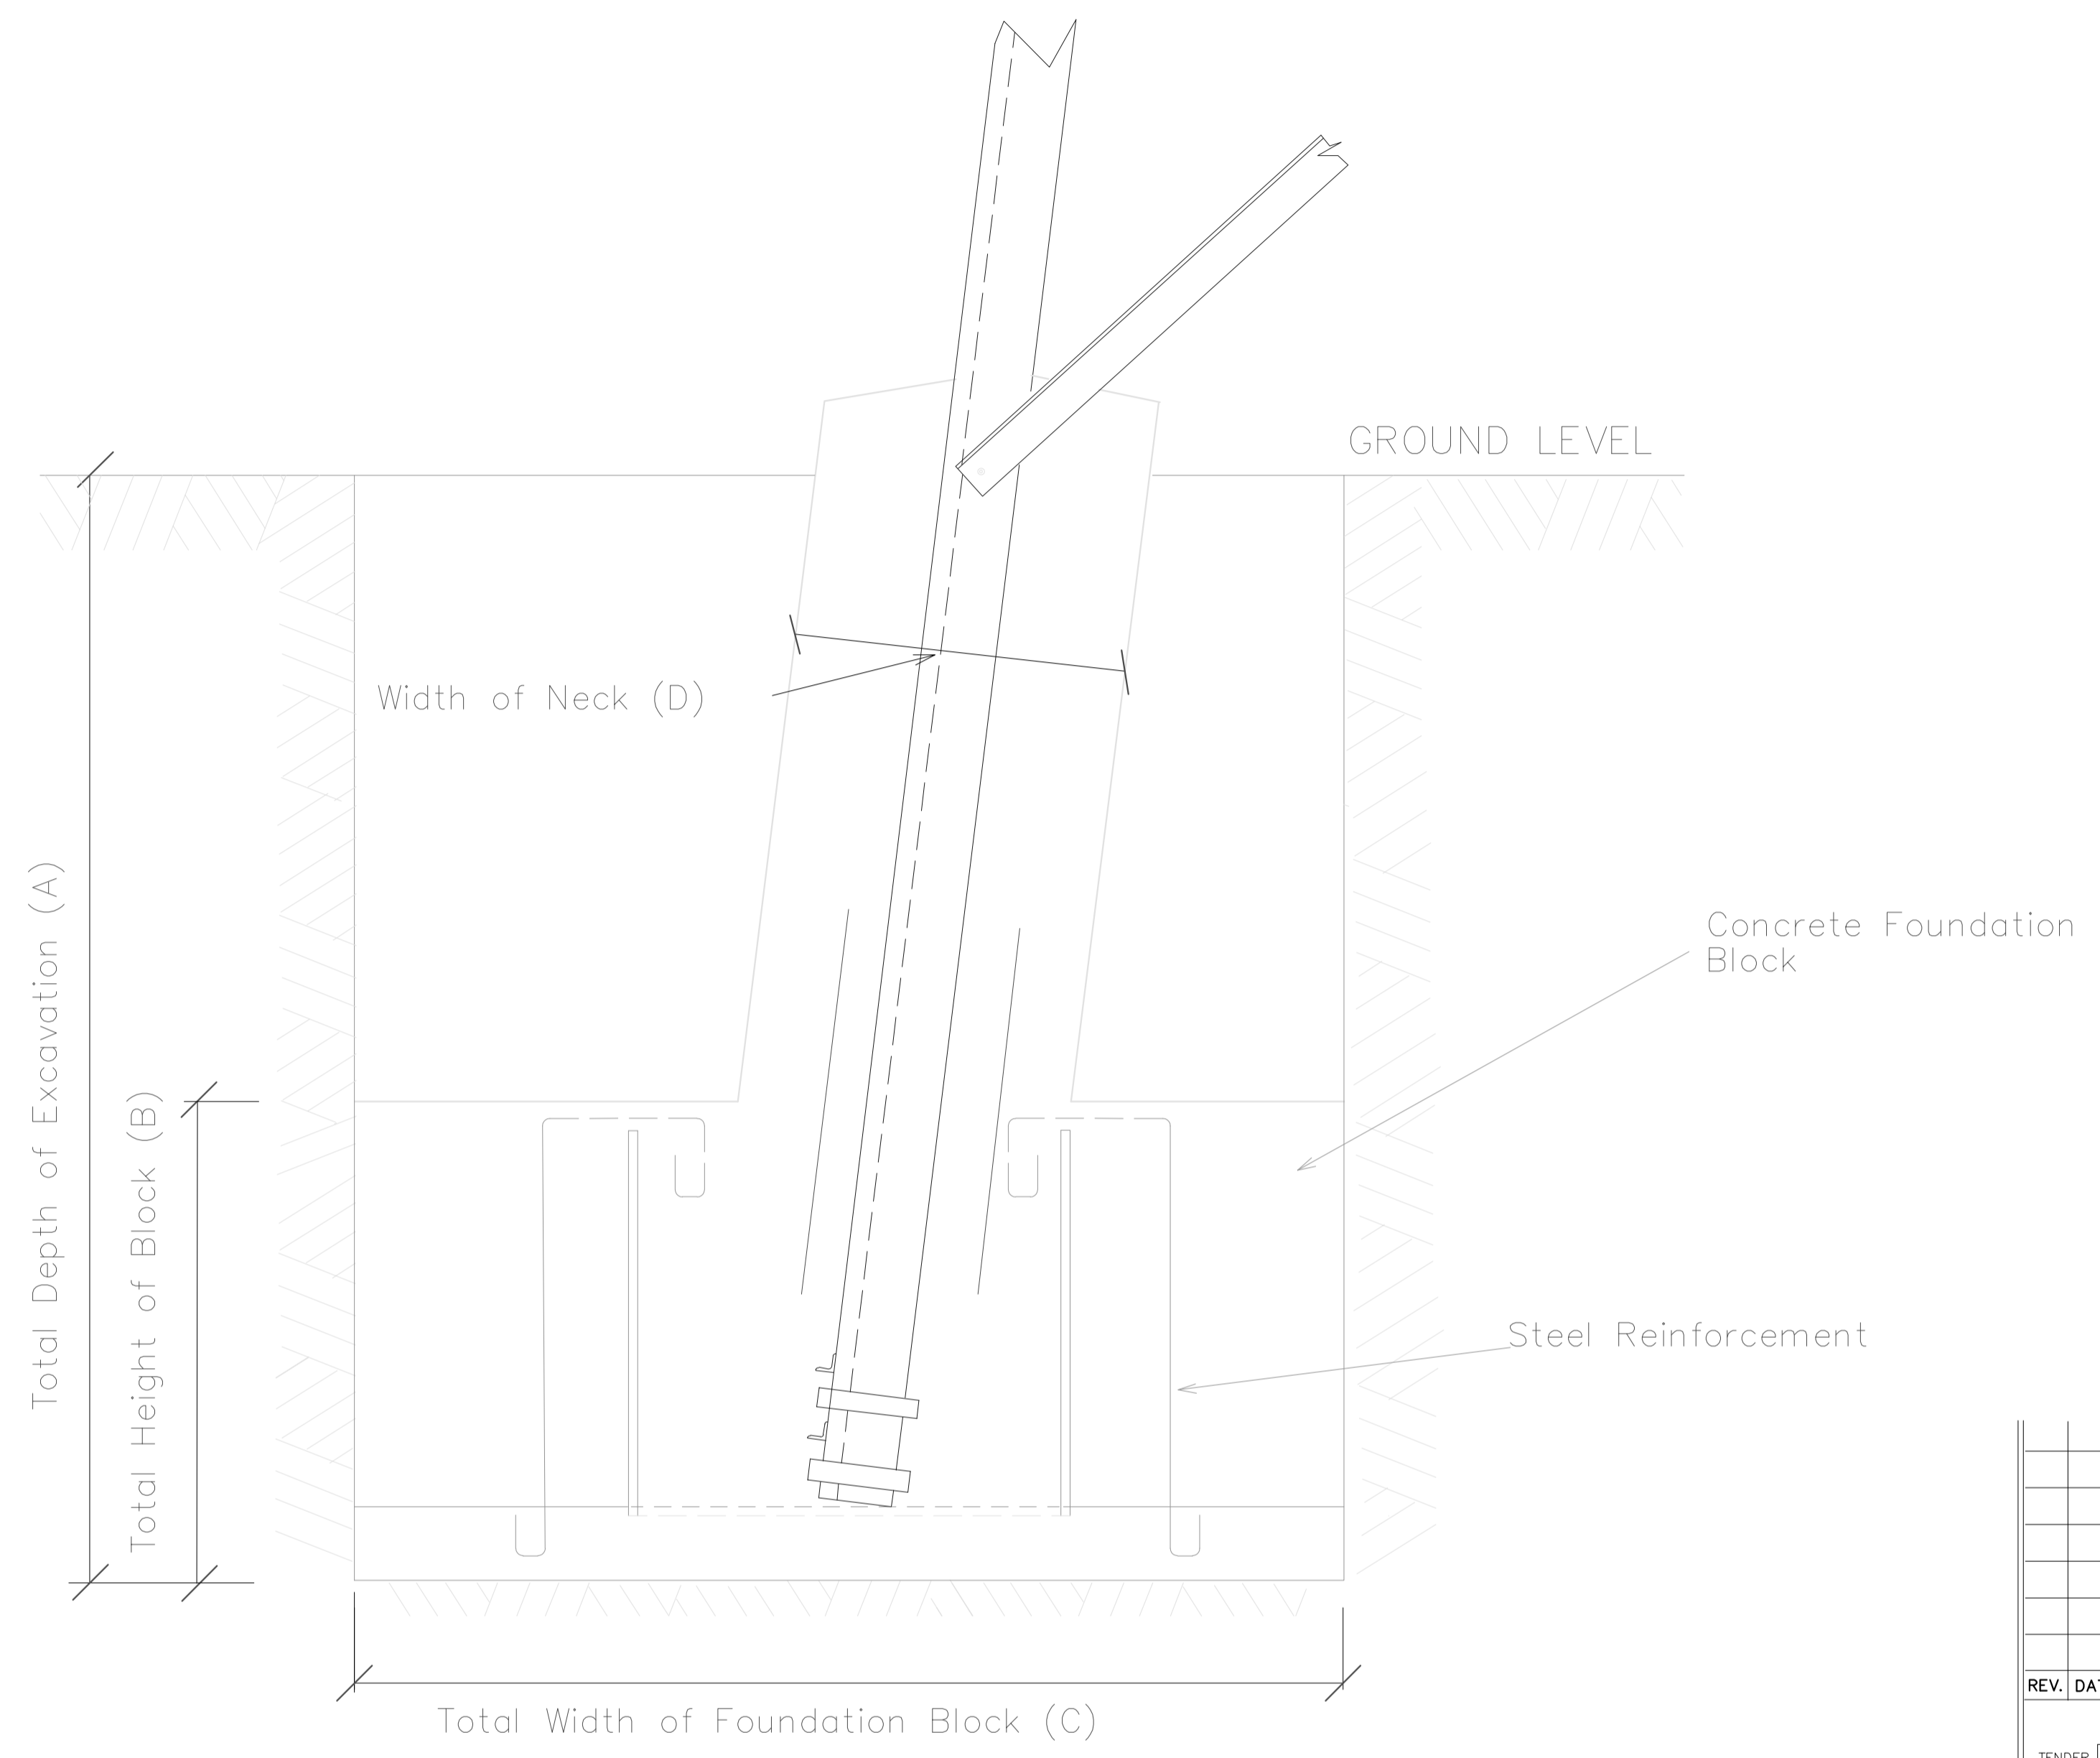 GROUND LEVEL
Width of Neck (D)
Total Depth of Excavation (A)
Total Height of Block (B)
Concrete Foundation
Block
Steel Reinforcement
Total Width of Foundation Block (C)
REV.
TENDER